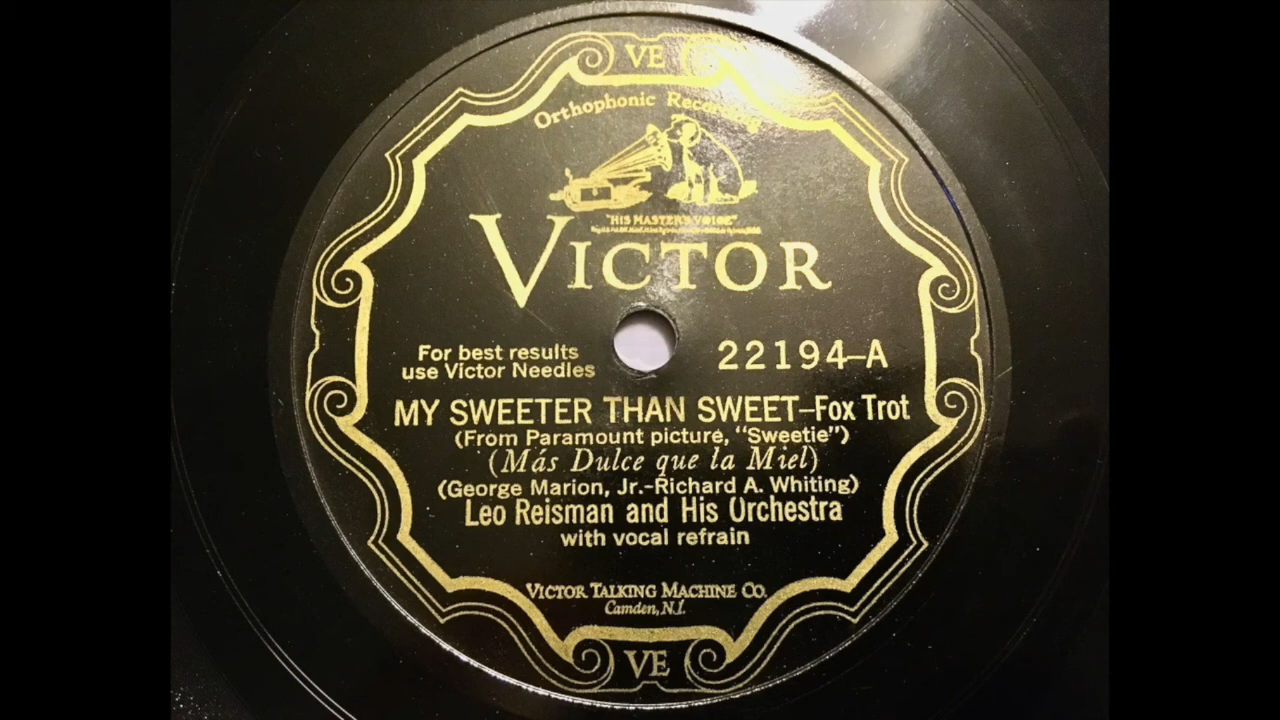 VE
Orthophonic Recording
"HIS MASTER'S VOICE"
VICTOR
For best results
use Victor Needles
22194-A
MY SWEETER THAN SWEET-Fox Trot
(From Paramount picture, "Sweetie")
(Más Dulce que la Miel)
(George Marion, Jr.-Richard A. Whiting)
Leo Reisman and His Orchestra
with vocal refrain
VICTOR TALKING MACHINE CO.
Camden, N.J.
VE